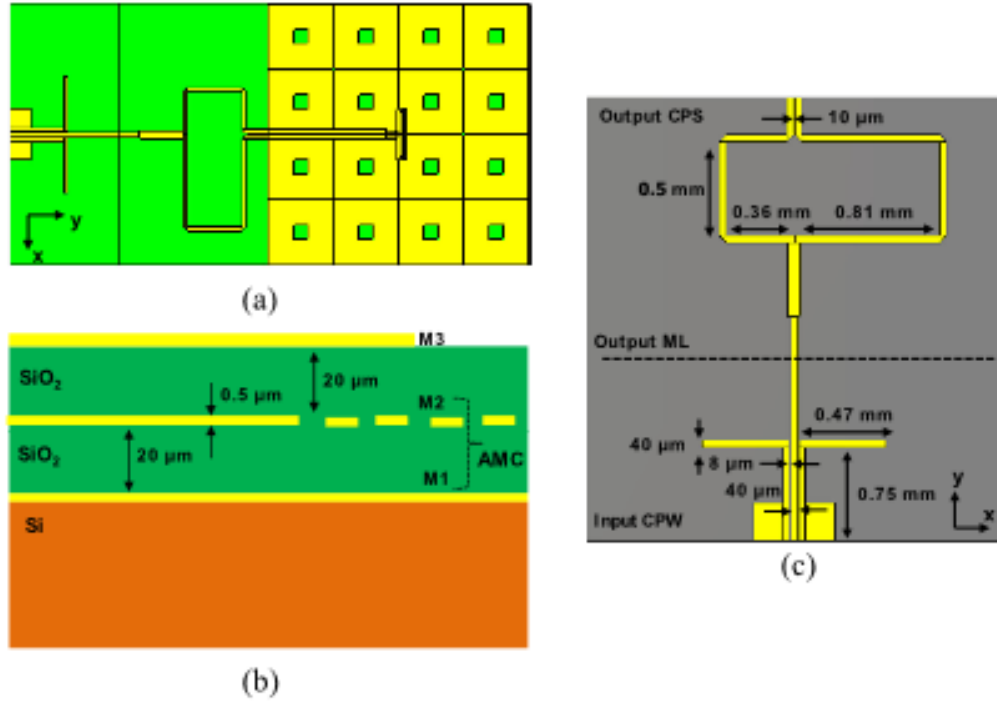 y
x
(a)
M3
SiO2
20 µm
0.5 µm
M2
SiO2
20 µm
AMC
M1
Si
(b)
Output CPS
10 µm
0.5 mm
0.36 mm
0.81 mm
Output ML
0.47 mm
40 µm
8 µm
40 µm
0.75 mm
y
Input CPW
x
(c)